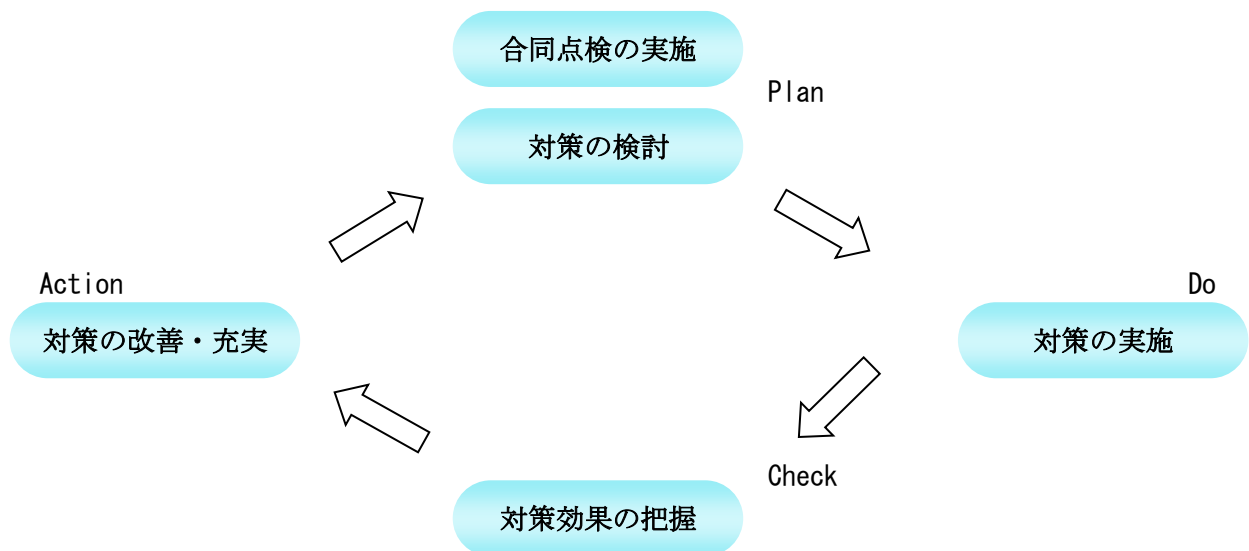 合同点検の実施
Plan
対策の検討
Action
Do
対策の改善・充実
対策の実施
Check
対策効果の把握